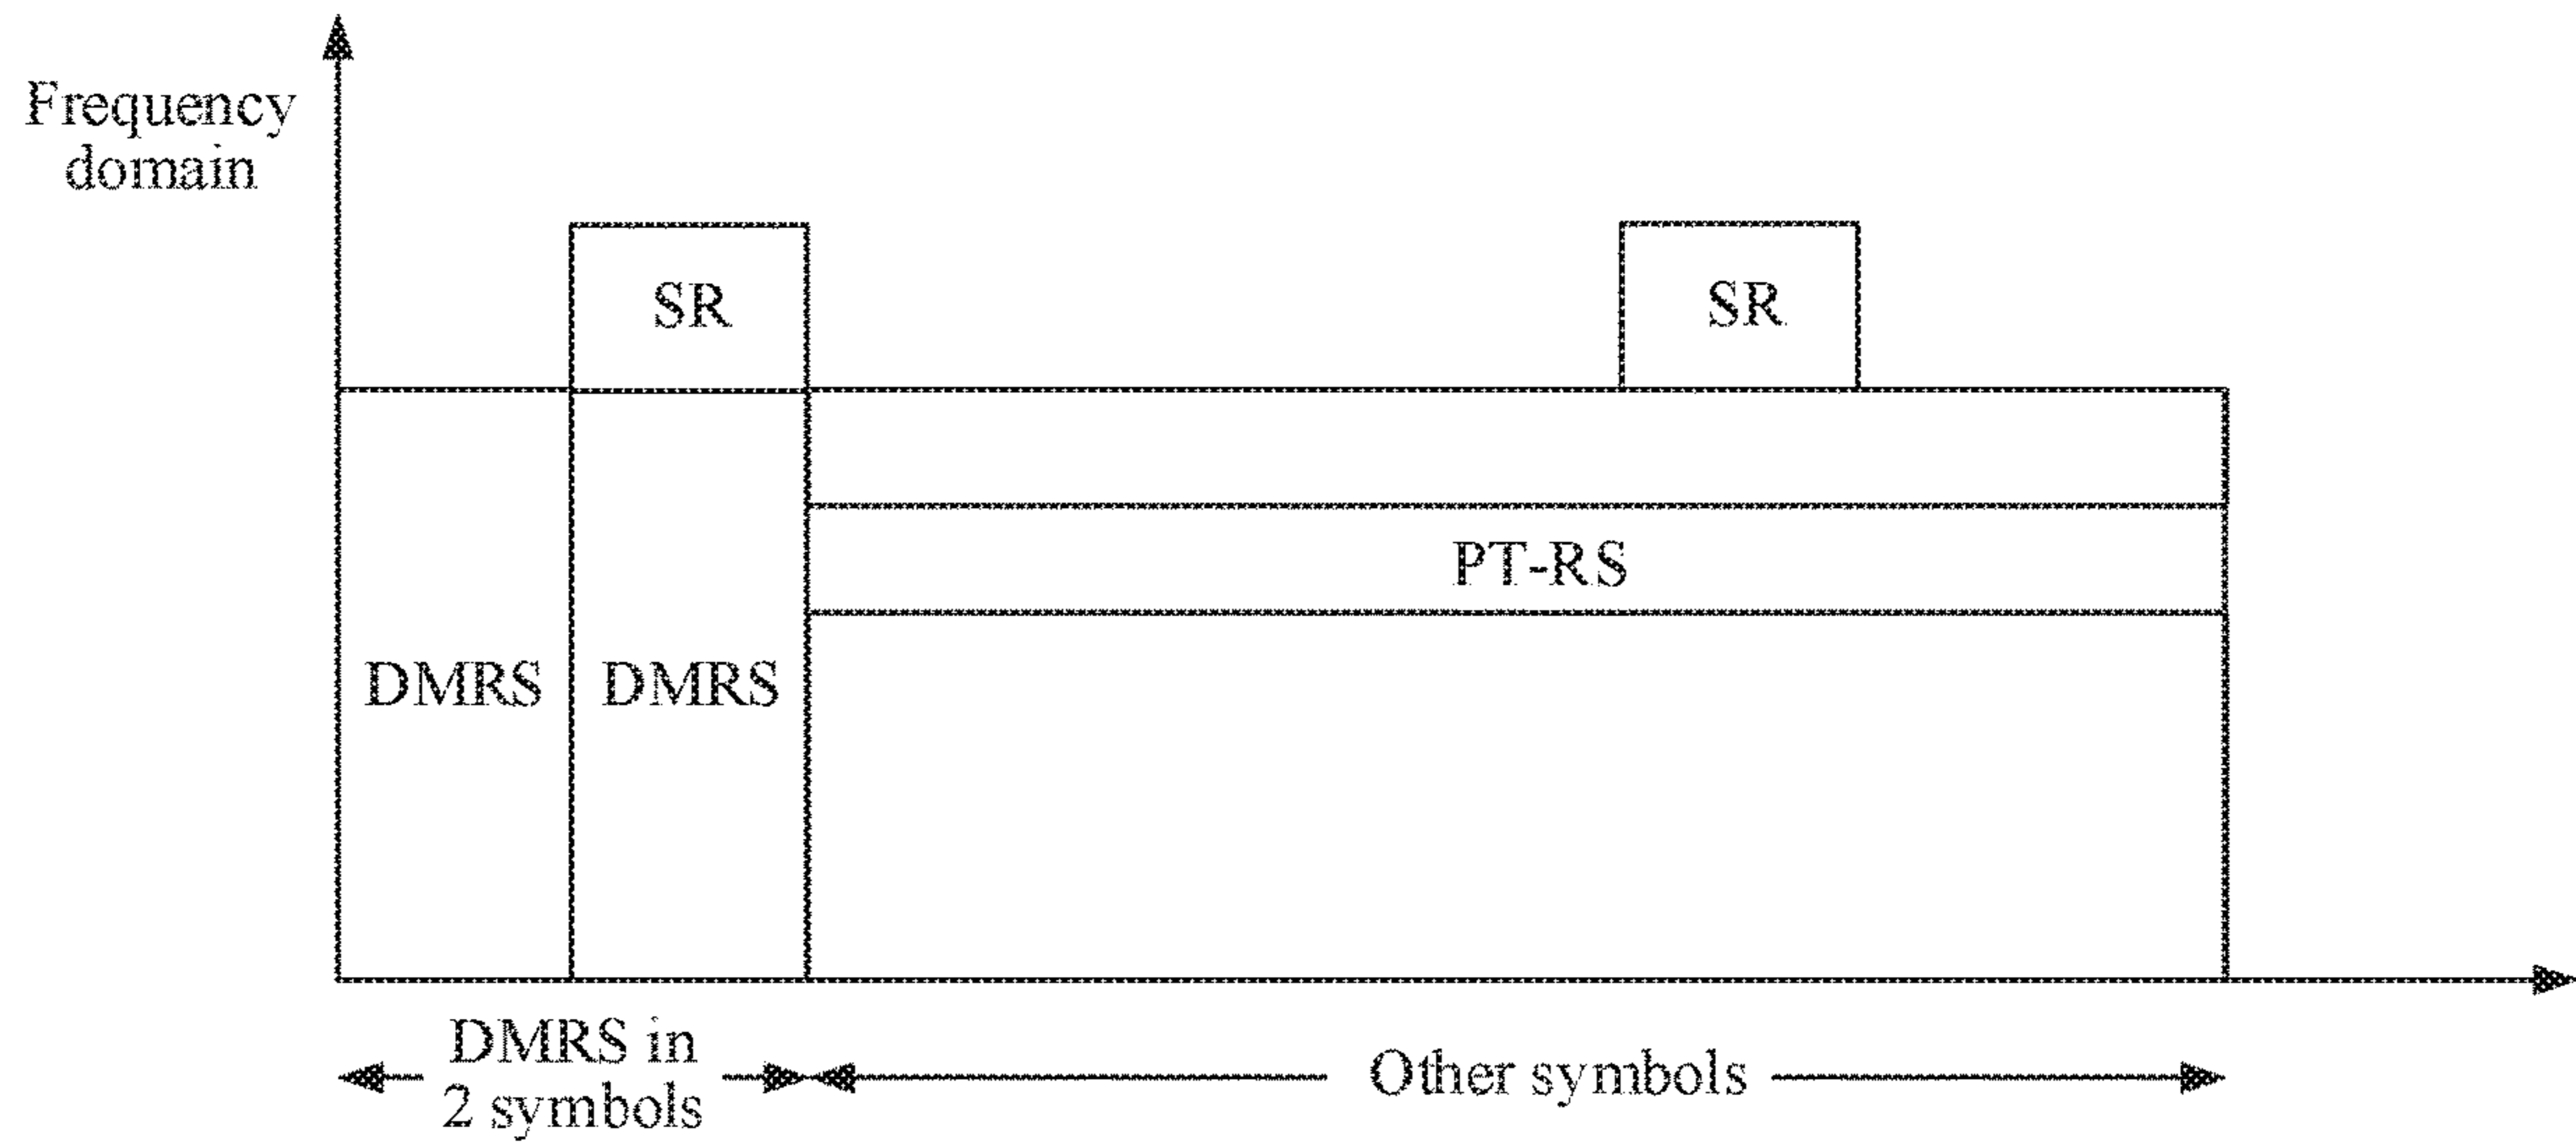 Frequency
domain
SR
SR
PT-RS
DMRS
DMRS
DMRS in
2 symbols
Other symbols